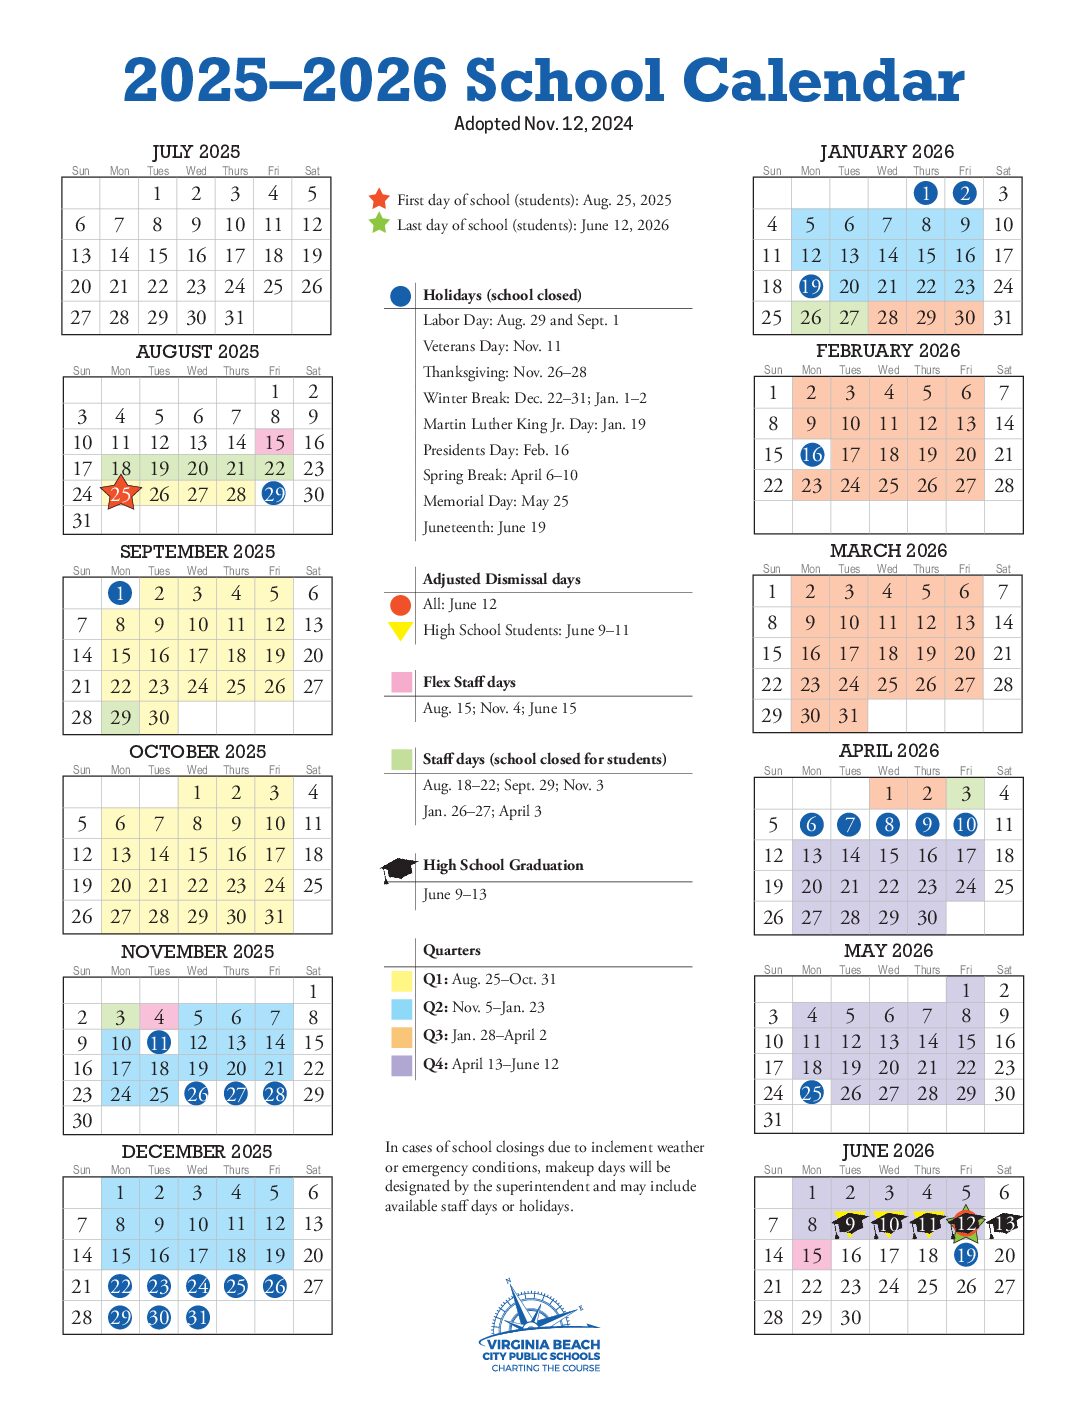 2025–2026 School Calendar
Adopted Nov. 12, 2024
JULY 2025
Sun Mon Tues Wed Thurs Fri Sat
1 2 3 4 5
6 7 8 9 10 11 12
13 14 15 16 17 18 19
20 21 22 23 24 25 26
27 28 29 30 31
AUGUST 2025
Sun Mon Tues Wed Thurs Fri Sat
1 2
3 4 5 6 7 8 9
10 11 12 13 14 15 16
17 18 19 20 21 22 23
24 25 26 27 28 29 30
31
SEPTEMBER 2025
Sun Mon Tues Wed Thurs Fri Sat
1 2 3 4 5 6
7 8 9 10 11 12 13
14 15 16 17 18 19 20
21 22 23 24 25 26 27
28 29 30
OCTOBER 2025
Sun Mon Tues Wed Thurs Fri Sat
1 2 3 4
5 6 7 8 9 10 11
12 13 14 15 16 17 18
19 20 21 22 23 24 25
26 27 28 29 30 31
NOVEMBER 2025
Sun Mon Tues Wed Thurs Fri Sat
1
2 3 4 5 6 7 8
9 10 11 12 13 14 15
16 17 18 19 20 21 22
23 24 25 26 27 28 29
30
DECEMBER 2025
Sun Mon Tues Wed Thurs Fri Sat
1 2 3 4 5 6
7 8 9 10 11 12 13
14 15 16 17 18 19 20
21 22 23 24 25 26 27
28 29 30 31
First day of school (students): Aug. 25, 2025
Last day of school (students): June 12, 2026
Holidays (school closed)
Labor Day: Aug. 29 and Sept. 1
Veterans Day: Nov. 11
Thanksgiving: Nov. 26–28
Winter Break: Dec. 22–31; Jan. 1–2
Martin Luther King Jr. Day: Jan. 19
Presidents Day: Feb. 16
Spring Break: April 6–10
Memorial Day: May 25
Juneteenth: June 19
Adjusted Dismissal days
All: June 12
High School Students: June 9–11
Flex Staff days
Aug. 15; Nov. 4; June 15
Staff days (school closed for students)
Aug. 18–22; Sept. 29; Nov. 3
Jan. 26–27; April 3
High School Graduation
June 9–13
Quarters
Q1: Aug. 25–Oct. 31
Q2: Nov. 5–Jan. 23
Q3: Jan. 28–April 2
Q4: April 13–June 12
In cases of school closings due to inclement weather
or emergency conditions, makeup days will be
designated by the superintendent and may include
available staff days or holidays.
N
E
VIRGINIA BEACH
CITY PUBLIC SCHOOLS
CHARTING THE COURSE
JANUARY 2026
Sun Mon Tues Wed Thurs Fri Sat
1 2 3
4 5 6 7 8 9 10
11 12 13 14 15 16 17
18 19 20 21 22 23 24
25 26 27 28 29 30 31
FEBRUARY 2026
Sun Mon Tues Wed Thurs Fri Sat
1 2 3 4 5 6 7
8 9 10 11 12 13 14
15 16 17 18 19 20 21
22 23 24 25 26 27 28
MARCH 2026
Sun Mon Tues Wed Thurs Fri Sat
1 2 3 4 5 6 7
8 9 10 11 12 13 14
15 16 17 18 19 20 21
22 23 24 25 26 27 28
29 30 31
APRIL 2026
Sun Mon Tues Wed Thurs Fri Sat
1 2 3 4
5 6 7 8 9 10 11
12 13 14 15 16 17 18
19 20 21 22 23 24 25
26 27 28 29 30
MAY 2026
Sun Mon Tues Wed Thurs Fri Sat
1 2
3 4 5 6 7 8 9
10 11 12 13 14 15 16
17 18 19 20 21 22 23
24 25 26 27 28 29 30
31
JUNE 2026
Sun Mon Tues Wed Thurs Fri Sat
1 2 3 4 5 6
7 8 9 10 11 12 13
14 15 16 17 18 19 20
21 22 23 24 25 26 27
28 29 30